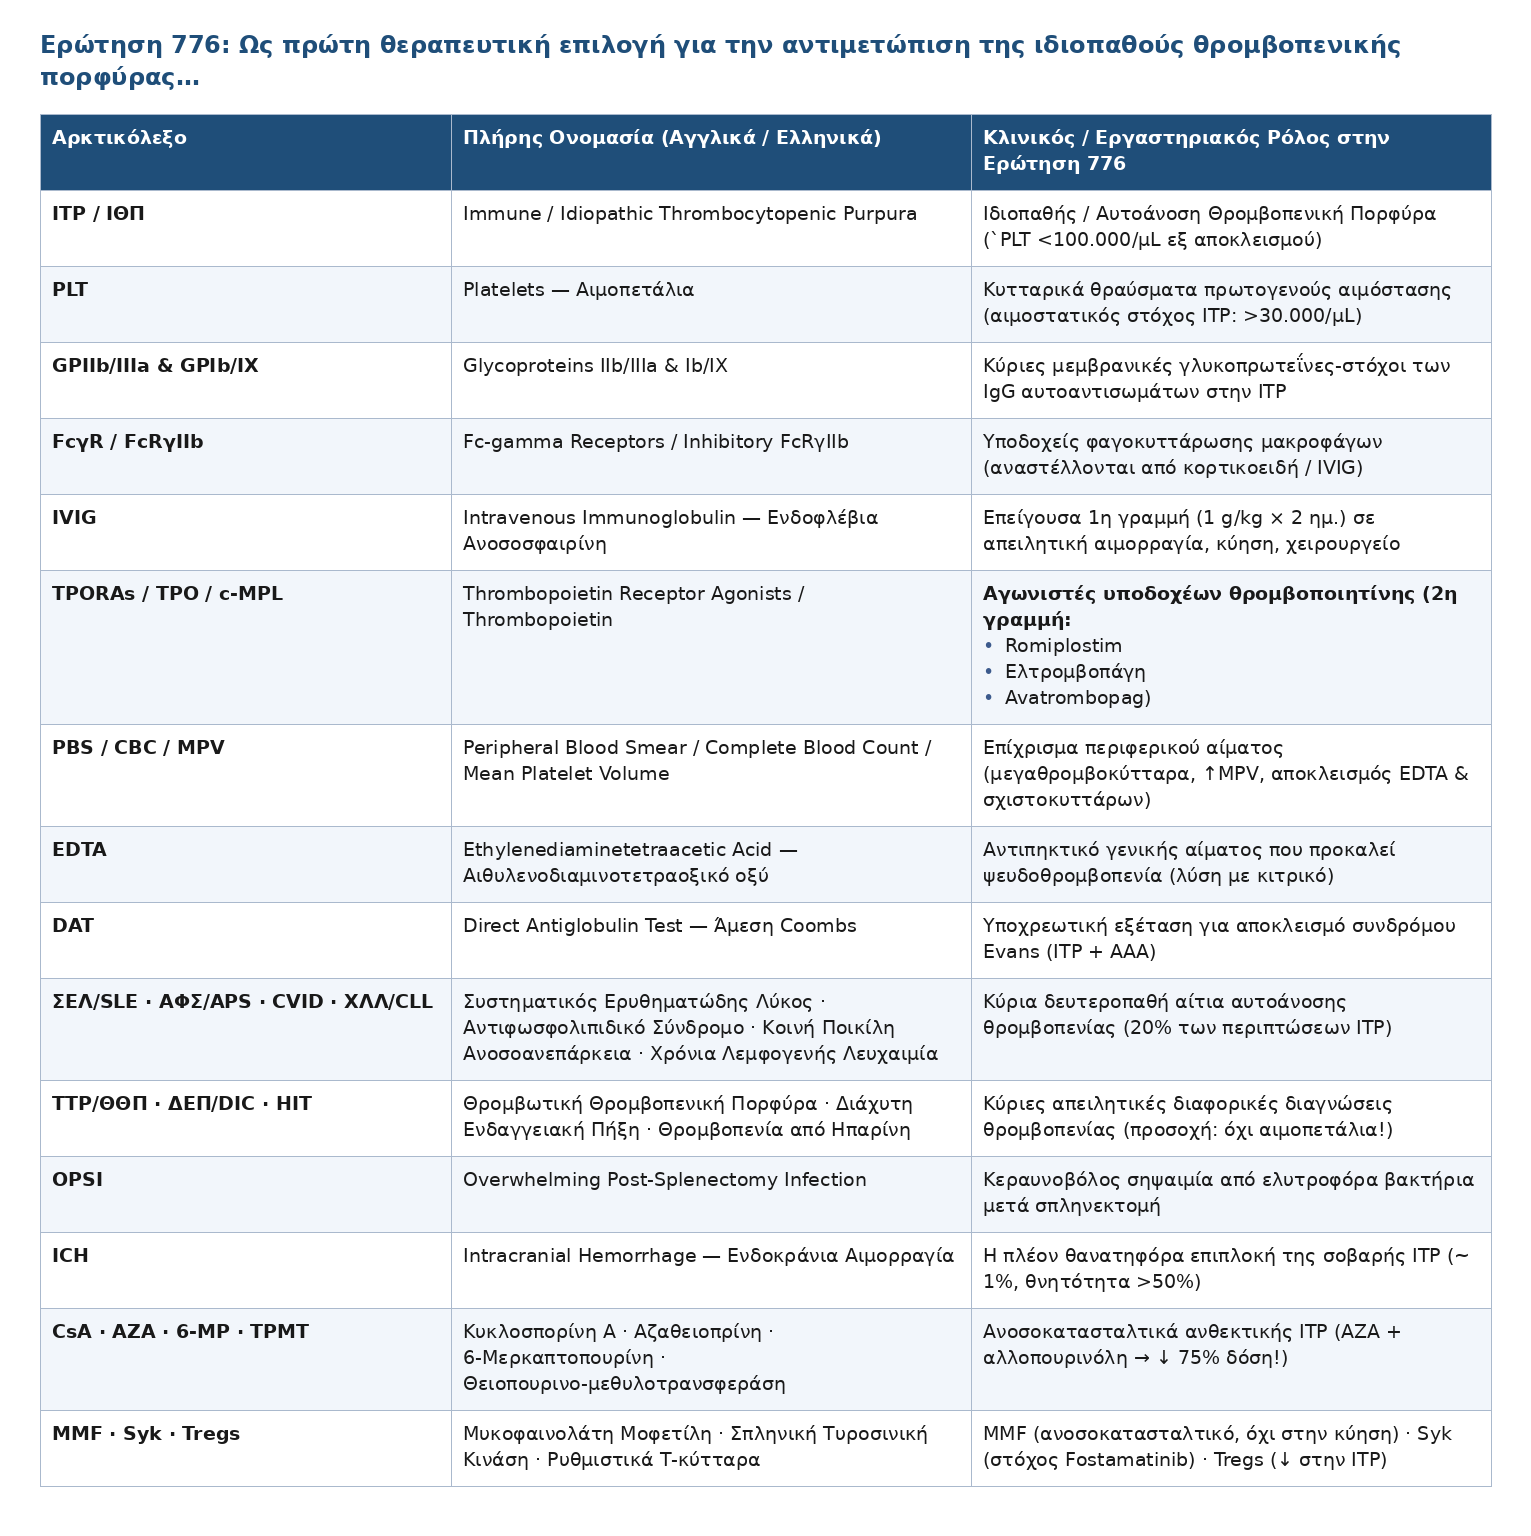 Ερώτηση 776: Ως πρώτη θεραπευτική επιλογή για την αντιμετώπιση της ιδιοπαθούς θρομβοπενικής
πορφύρας…
Αρκτικόλεξο
Πλήρης Ονομασία (Αγγλικά / Ελληνικά)
Κλινικός / Εργαστηριακός Ρόλος στην
Ερώτηση 776
ITP / ΙΘΠ
Immune / Idiopathic Thrombocytopenic Purpura
Ιδιοπαθής / Αυτοάνοση Θρομβοπενική Πορφύρα
(`PLT <100.000/μL εξ αποκλεισμού)
PLT
Platelets — Αιμοπετάλια
Κυτταρικά θραύσματα πρωτογενούς αιμόστασης
(αιμοστατικός στόχος ITP: >30.000/μL)
GPIIb/IIIa & GPIb/IX
Glycoproteins IIb/IIIa & Ib/IX
Κύριες μεμβρανικές γλυκοπρωτεΐνες-στόχοι των
IgG αυτοαντισωμάτων στην ITP
FcγR / FcRγIIb
Fc-gamma Receptors / Inhibitory FcRγIIb
Υποδοχείς φαγοκυττάρωσης μακροφάγων
(αναστέλλονται από κορτικοειδή / IVIG)
IVIG
Intravenous Immunoglobulin — Ενδοφλέβια
Ανοσοσφαιρίνη
Επείγουσα 1η γραμμή (1 g/kg × 2 ημ.) σε
απειλητική αιμορραγία, κύηση, χειρουργείο
TPORAs / TPO / c-MPL
Thrombopoietin Receptor Agonists /
Thrombopoietin
Αγωνιστές υποδοχέων θρομβοποιητίνης (2η
γραμμή:
• Romiplostim
• Ελτρομβοπάγη
• Avatrombopag)
PBS / CBC / MPV
Peripheral Blood Smear / Complete Blood Count /
Mean Platelet Volume
Επίχρισμα περιφερικού αίματος
(μεγαθρομβοκύτταρα, ↑MPV, αποκλεισμός EDTA &
σχιστοκυττάρων)
EDTA
Ethylenediaminetetraacetic Acid —
Αιθυλενοδιαμινοτετραοξικό οξύ
Αντιπηκτικό γενικής αίματος που προκαλεί
ψευδοθρομβοπενία (λύση με κιτρικό)
DAT
Direct Antiglobulin Test — Άμεση Coombs
Υποχρεωτική εξέταση για αποκλεισμό συνδρόμου
Evans (ITP + ΑΑΑ)
ΣΕΛ/SLE · ΑΦΣ/APS · CVID · ΧΛΛ/CLL
Συστηματικός Ερυθηματώδης Λύκος ·
Αντιφωσφολιπιδικό Σύνδρομο · Κοινή Ποικίλη
Ανοσοανεπάρκεια · Χρόνια Λεμφογενής Λευχαιμία
Κύρια δευτεροπαθή αίτια αυτοάνοσης
θρομβοπενίας (20% των περιπτώσεων ITP)
TTP/ΘΘΠ · ΔΕΠ/DIC · HIT
Θρομβωτική Θρομβοπενική Πορφύρα · Διάχυτη
Ενδαγγειακή Πήξη · Θρομβοπενία από Ηπαρίνη
Κύριες απειλητικές διαφορικές διαγνώσεις
θρομβοπενίας (προσοχή: όχι αιμοπετάλια!)
OPSI
Overwhelming Post-Splenectomy Infection
Κεραυνοβόλος σηψαιμία από ελυτροφόρα βακτήρια
μετά σπληνεκτομή
ICH
Intracranial Hemorrhage — Ενδοκράνια Αιμορραγία
Η πλέον θανατηφόρα επιπλοκή της σοβαρής ITP (~
1%, θνητότητα >50%)
CsA · AZA · 6-MP · TPMT
Κυκλοσπορίνη Α · Αζαθειοπρίνη ·
6-Μερκαπτοπουρίνη ·
Θειοπουρινο-μεθυλοτρανσφεράση
Ανοσοκατασταλτικά ανθεκτικής ITP (AZA +
αλλοπουρινόλη → ↓ 75% δόση!)
MMF · Syk · Tregs
Μυκοφαινολάτη Μοφετίλη · Σπληνική Τυροσινική
Κινάση · Ρυθμιστικά Τ-κύτταρα
MMF (ανοσοκατασταλτικό, όχι στην κύηση) · Syk
(στόχος Fostamatinib) · Tregs (↓ στην ITP)